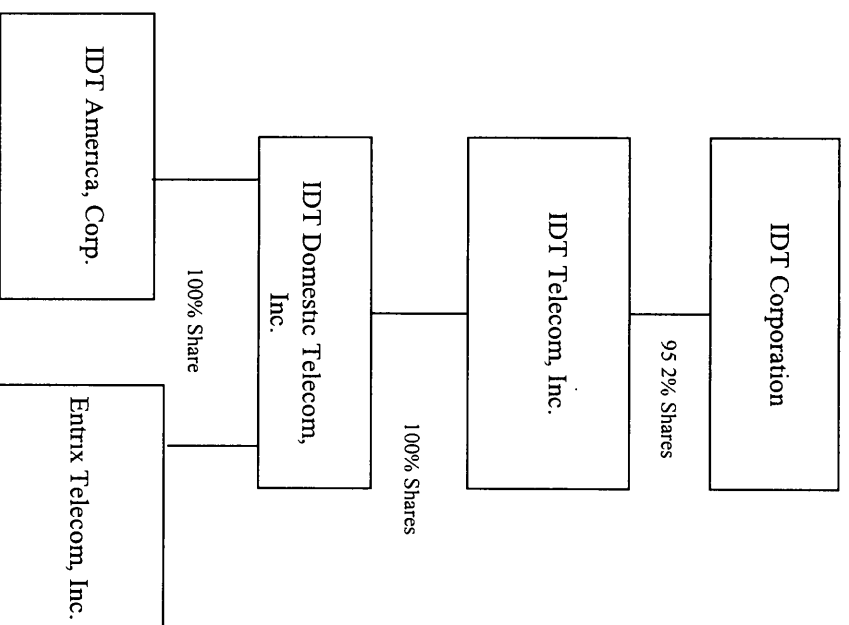 IDT Corporation
95 2% Shares
IDT Telecom, Inc.
100% Shares
IDT Domestic Telecom,
Inc.
100% Share
IDT America, Corp.
Entrix Telecom, Inc.